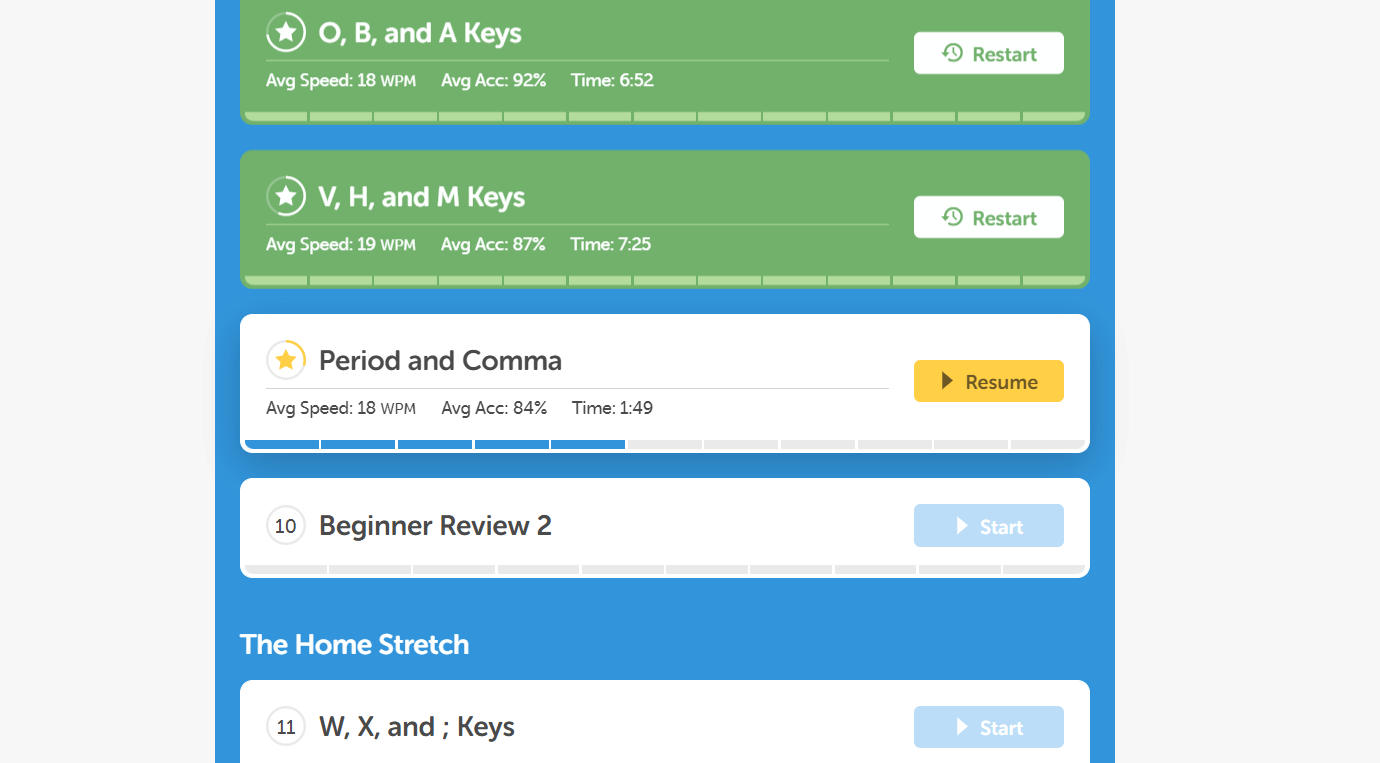 O, B, and A Keys
Restart
Avg Speed: 18 WPM Avg Acc: 92% Time: 6:52
V, H, and M Keys
Restart
Avg Speed: 19 WPM Avg Acc: 87% Time: 7:25
Period and Comma
Resume
Avg Speed: 18 WPM Avg Acc: 84% Time: 1:49
10 Beginner Review 2
Start
The Home Stretch
11 W, X, and ; Keys
Start